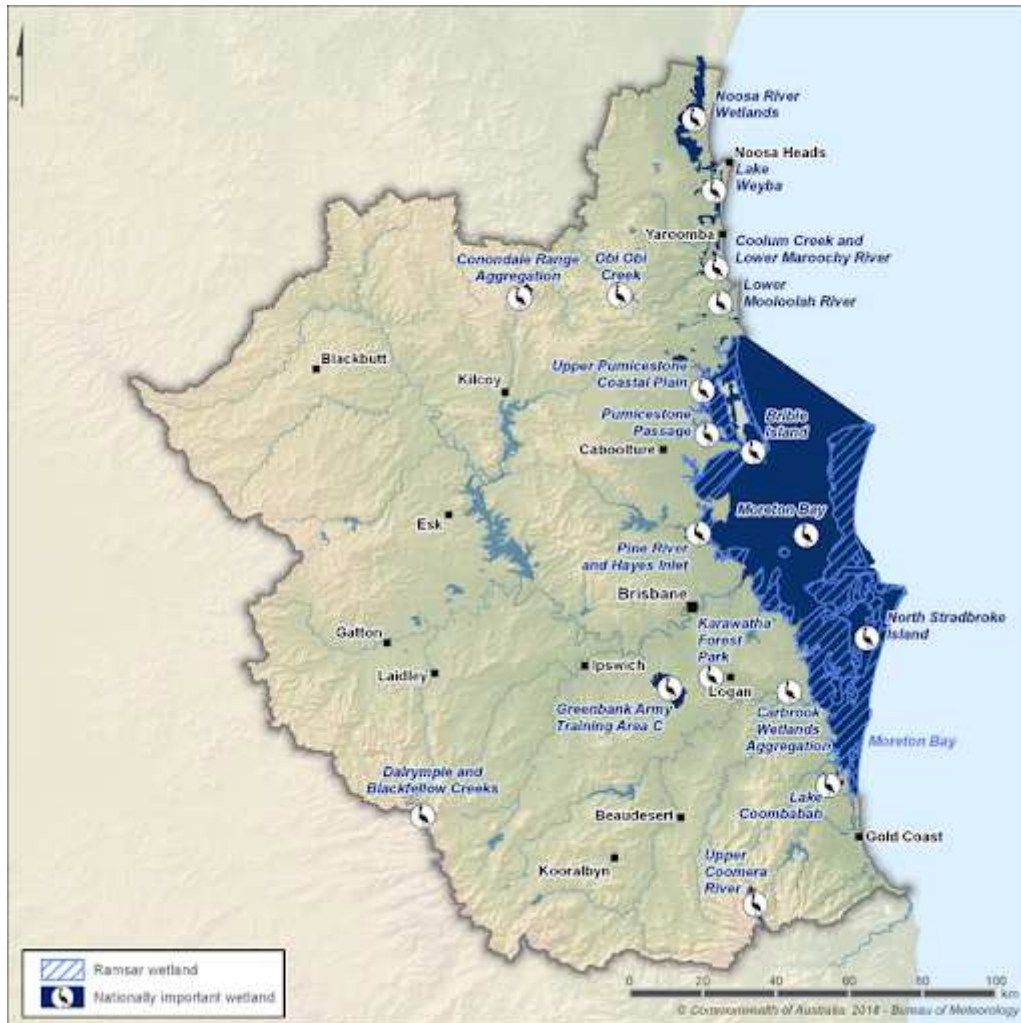 Noosa River
Wetlands
Noosa Heads
Lake
Weyba
Yaroomba
Coolum Creek and
Lower Maroochy River
Conondale Range
Aggregation
Obi Obi
Creek
Lower
Mooloolah River
Blackbutt
Kilcoy
Upper Pumicestone
Coastal Plain
Pumicestone
Passage
Bribie
Island
Caboolture
Esk
Moreton Bay
Pine River
and Hayes Inlet
Brisbane
Karawatha
Forest
Park
North Stradbroke
Island
Gatton
Laidley
Ipswich
Logan
Greenbank Army
Training Area C
Carbrook
Wetlands
Aggregation
Moreton Bay
Dalrymple and
Blackfellow Creeks
Lake
Coombabah
Beaudesert
Gold Coast
Kooralbyn
Upper
Coomera
River
Ramsar wetland
Nationally important wetland
0 20 40 60 80 100
km
© Commonwealth of Australia 2018 - Bureau of Meteorology